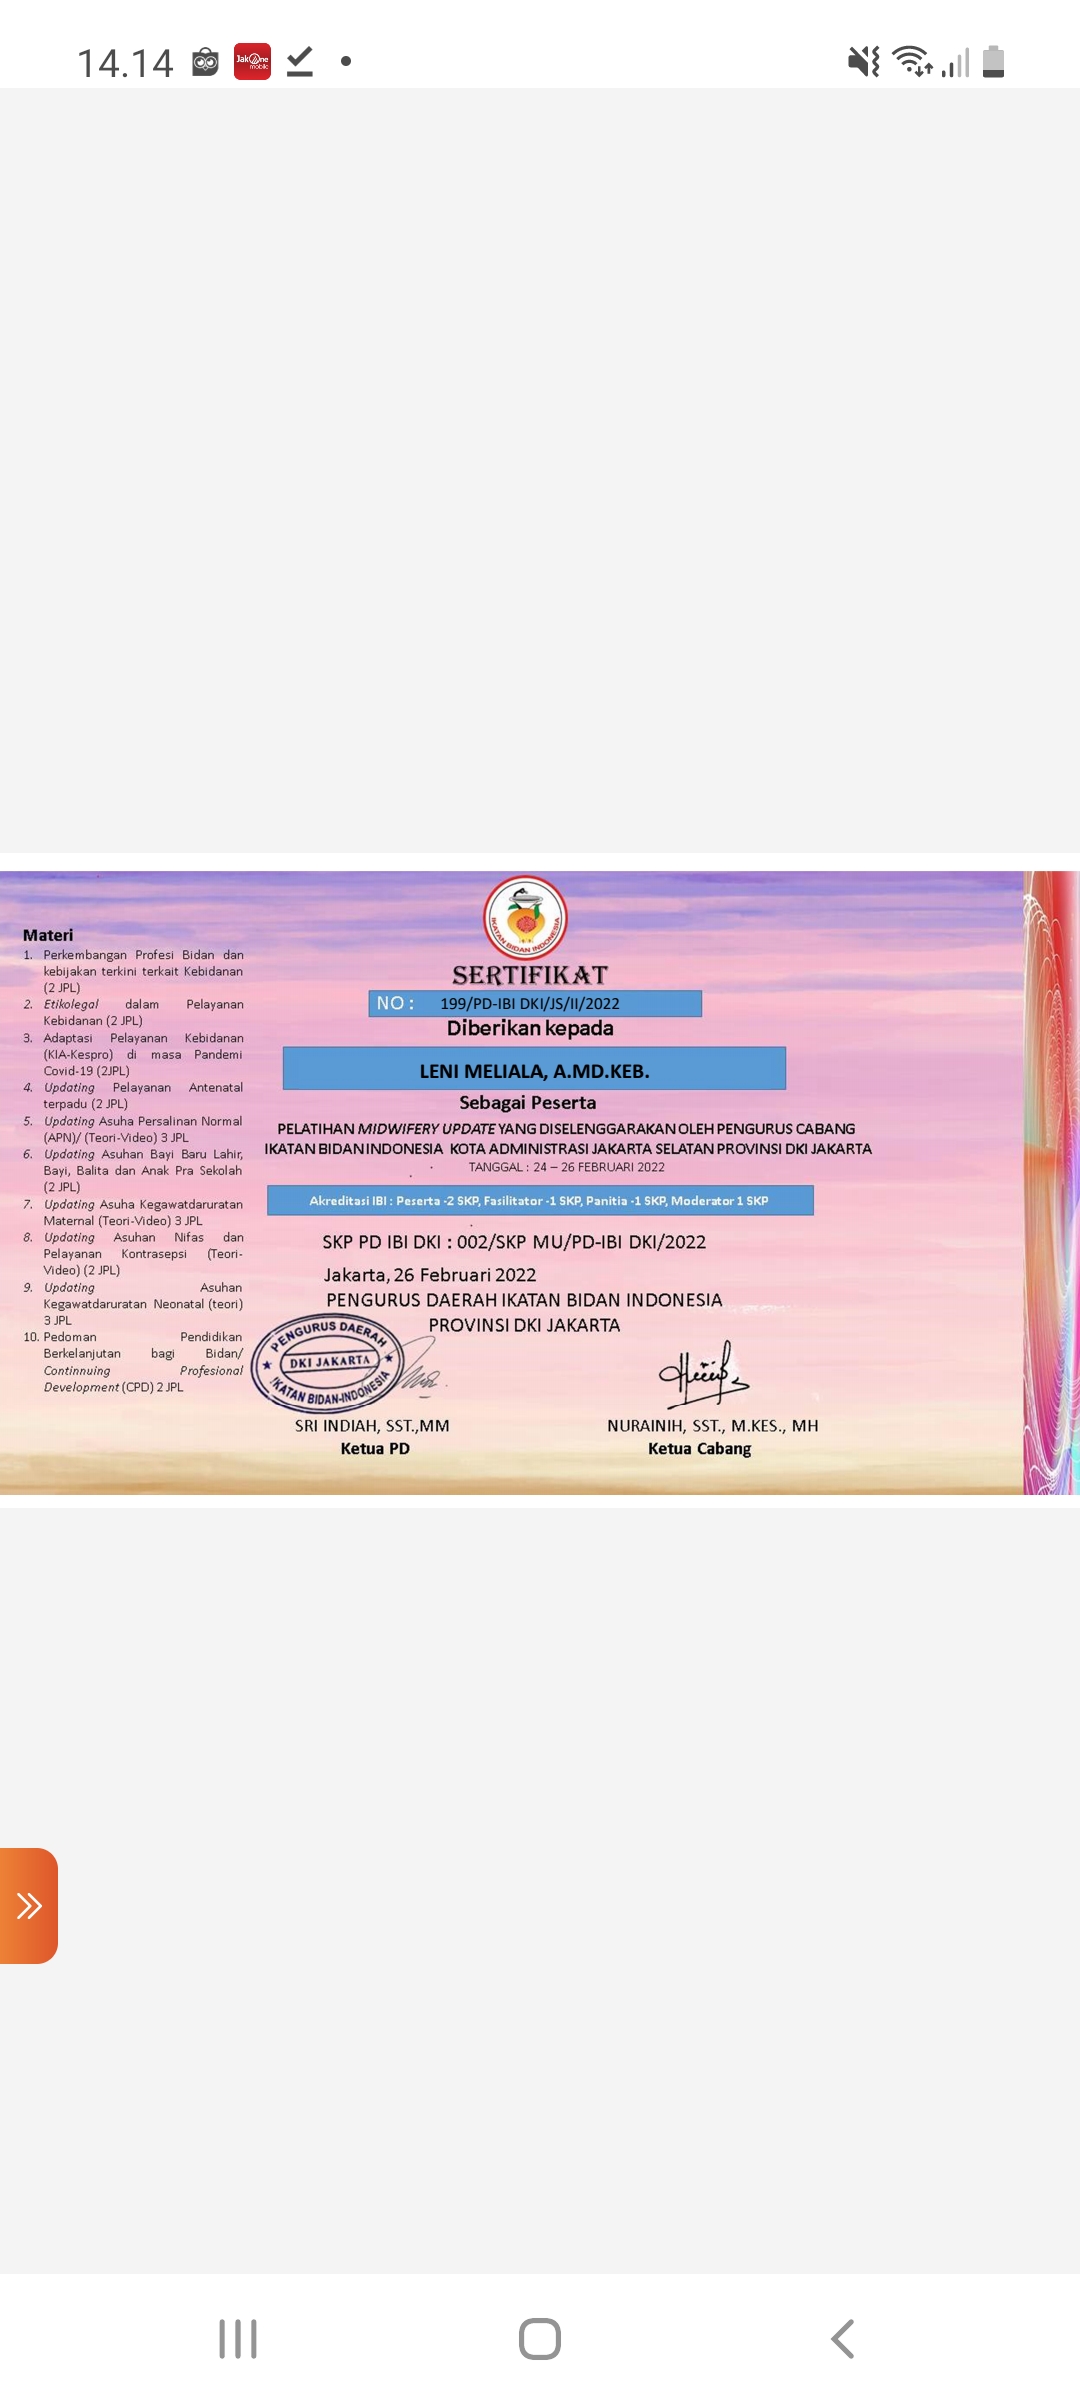 14.14
JakOne
mobile
IKATAN BIDAN INDONESIA
SERTIFIKAT
NO : 199/PD-IBI DKI/JS/II/2022
Diberikan kepada
LENI MELIALA, A.MD.KEB.
Sebagai Peserta
PELATIHAN MIDWIFERY UPDATE YANG DISELENGGARAKAN OLEH PENGURUS CABANG
IKATAN BIDAN INDONESIA KOTA ADMINISTRASI JAKARTA SELATAN PROVINSI DKI JAKARTA
TANGGAL : 24 – 26 FEBRUARI 2022
Akreditasi IBI : Peserta -2 SKP, Fasilitator -1 SKP, Panitia -1 SKP, Moderator 1 SKP
SKP PD IBI DKI : 002/SKP MU/PD-IBI DKI/2022
Jakarta, 26 Februari 2022
PENGURUS DAERAH IKATAN BIDAN INDONESIA
PROVINSI DKI JAKARTA
PENGURUS DAERAH
DKI JAKARTA
IKATAN BIDAN-INDONESIA
SRI INDIAH, SST.,MM
Ketua PD
NURAINIH, SST., M.KES., MH
Ketua Cabang
Materi
1. Perkembangan Profesi Bidan dan
kebijakan terkini terkait Kebidanan
(2 JPL)
2. Etikolegal dalam Pelayanan
Kebidanan (2 JPL)
3. Adaptasi Pelayanan Kebidanan
(KIA-Kespro) di masa Pandemi
Covid-19 (2JPL)
4. Updating Pelayanan Antenatal
terpadu (2 JPL)
5. Updating Asuha Persalinan Normal
(APN)/ (Teori-Video) 3 JPL
6. Updating Asuhan Bayi Baru Lahir,
Bayi, Balita dan Anak Pra Sekolah
(2 JPL)
7. Updating Asuha Kegawatdaruratan
Maternal (Teori-Video) 3 JPL
8. Updating Asuhan Nifas dan
Pelayanan Kontrasepsi (Teori-
Video) (2 JPL)
9. Updating Asuhan
Kegawatdaruratan Neonatal (teori)
3 JPL
10. Pedoman Pendidikan
Berkelanjutan bagi Bidan/
Continnuing Profesional
Development (CPD) 2 JPL